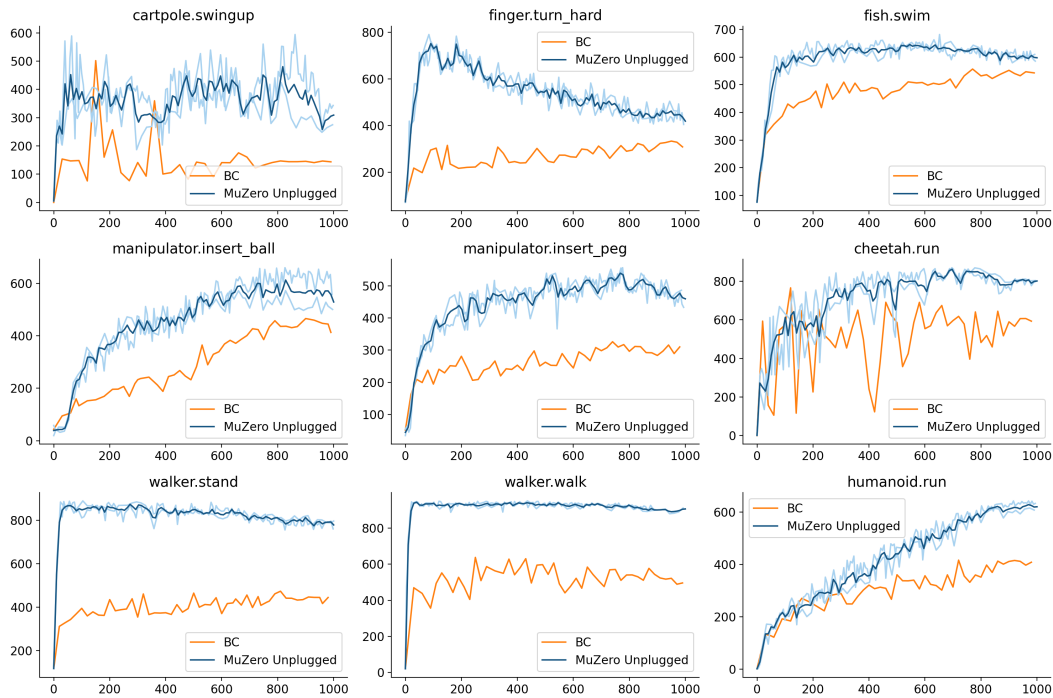 cartpole.swingup
600
500
400
300
200
100
0
0 200 400 600 800 1000
BC
MuZero Unplugged
finger.turn_hard
800
600
400
200
0 200 400 600 800 1000
BC
MuZero Unplugged
fish.swim
700
600
500
400
300
200
100
0 200 400 600 800 1000
BC
MuZero Unplugged
manipulator.insert_ball
600
400
200
0
0 200 400 600 800 1000
BC
MuZero Unplugged
manipulator.insert_peg
500
400
300
200
100
0 200 400 600 800 1000
BC
MuZero Unplugged
cheetah.run
800
600
400
200
0
0 200 400 600 800 1000
BC
MuZero Unplugged
walker.stand
800
600
400
200
0 200 400 600 800 1000
BC
MuZero Unplugged
walker.walk
800
600
400
200
0
0 200 400 600 800 1000
BC
MuZero Unplugged
humanoid.run
600
400
200
0
0 200 400 600 800 1000
BC
MuZero Unplugged